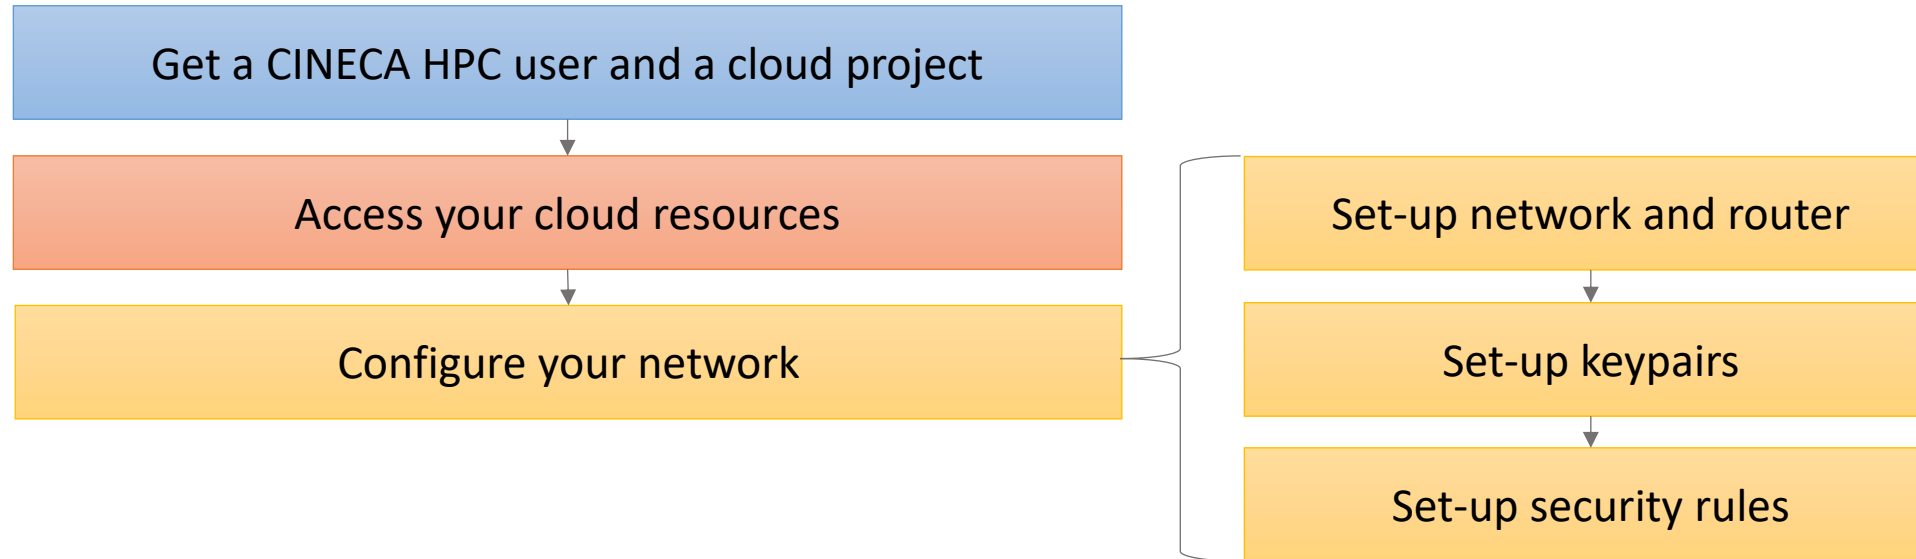 Get a CINECA HPC user and a cloud project
Access your cloud resources
Configure your network
Set-up network and router
Set-up keypairs
Set-up security rules